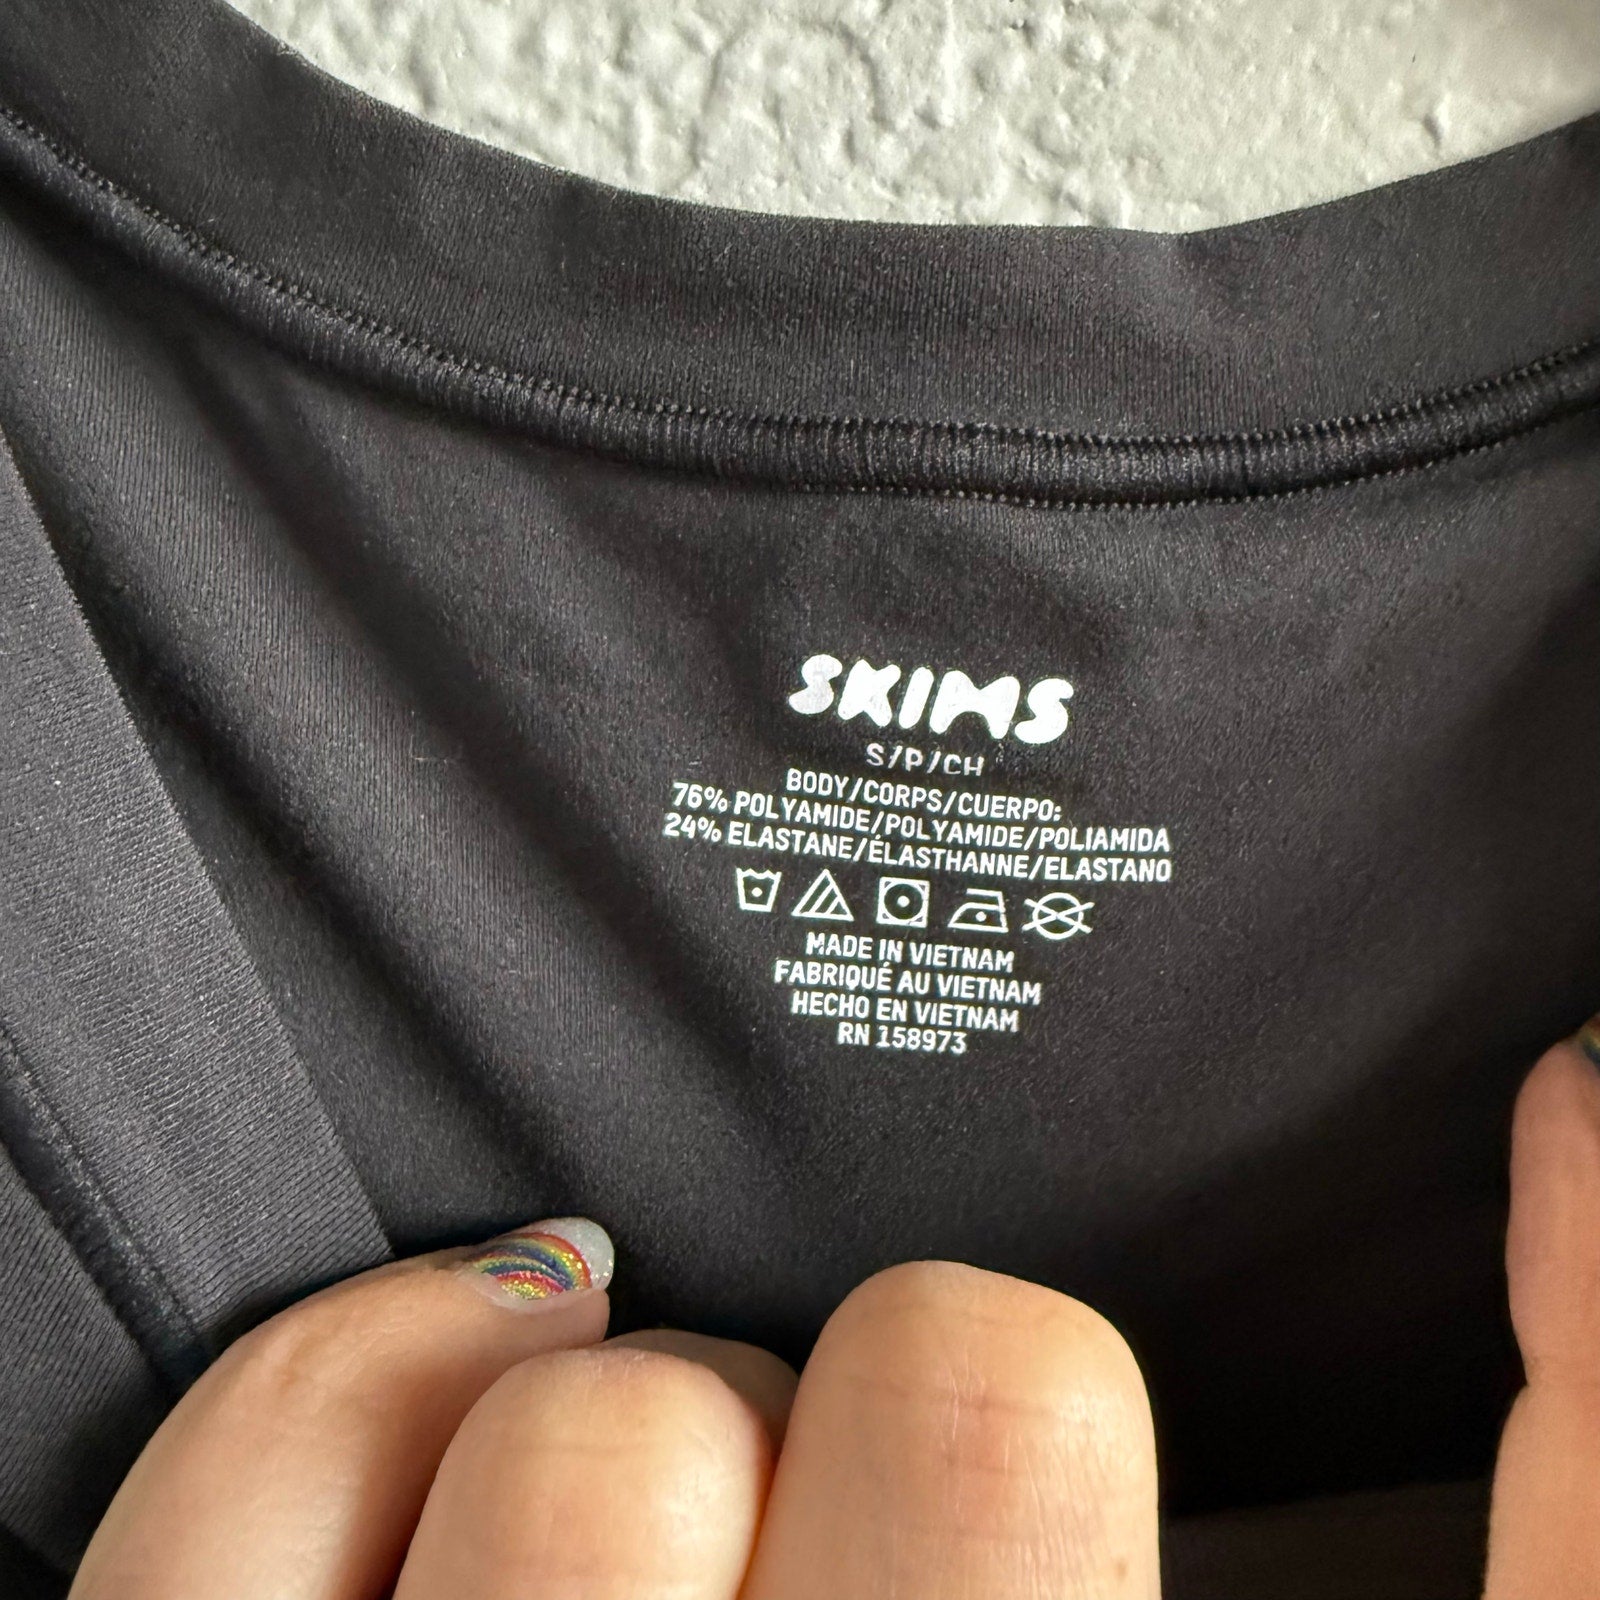 SKIMS
S/P/CH
BODY/CORPS/CUERPO:
76% POLYAMIDE/POLYAMIDE/POLIAMIDA
24% ELASTANE/ÉLASTHANNE/ELASTANO
MADE IN VIETNAM
FABRIQUÉ AU VIETNAM
HECHO EN VIETNAM
RN 158973